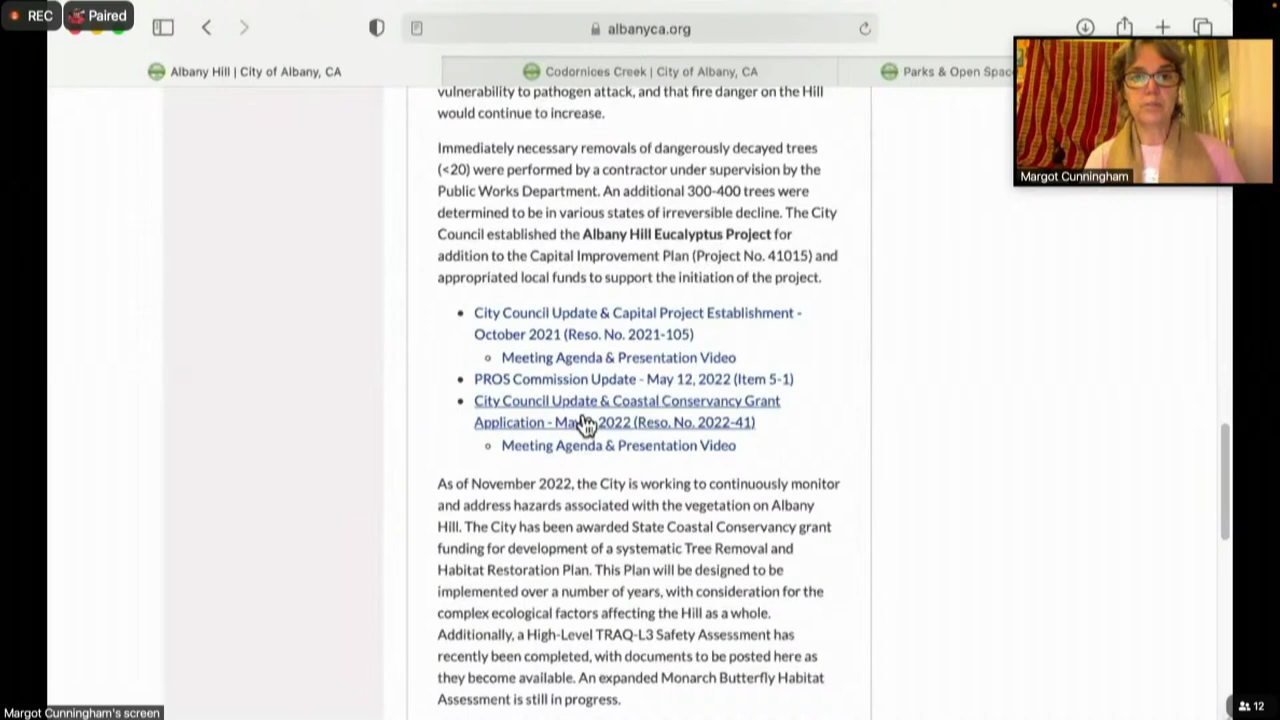 REC
Paired
albanyca.org
Albany Hill | City of Albany, CA
Codornices Creek | City of Albany, CA
Parks & Open Spac
vulnerability to pathogen attack, and that fire danger on the Hill
would continue to increase.
Immediately necessary removals of dangerously decayed trees
(<20) were performed by a contractor under supervision by the
Public Works Department. An additional 300-400 trees were
determined to be in various states of irreversible decline. The City
Council established the Albany Hill Eucalyptus Project for
addition to the Capital Improvement Plan (Project No. 41015) and
appropriated local funds to support the initiation of the project.
City Council Update & Capital Project Establishment -
October 2021 (Reso. No. 2021-105)
Meeting Agenda & Presentation Video
PROS Commission Update - May 12, 2022 (Item 5-1)
City Council Update & Coastal Conservancy Grant
Application - May 2022 (Reso. No. 2022-41)
Meeting Agenda & Presentation Video
As of November 2022, the City is working to continuously monitor
and address hazards associated with the vegetation on Albany
Hill. The City has been awarded State Coastal Conservancy grant
funding for development of a systematic Tree Removal and
Habitat Restoration Plan. This Plan will be designed to be
implemented over a number of years, with consideration for the
complex ecological factors affecting the Hill as a whole.
Additionally, a High-Level TRAQ-L3 Safety Assessment has
recently been completed, with documents to be posted here as
they become available. An expanded Monarch Butterfly Habitat
Assessment is still in progress.
Margot Cunningham
Margot Cunningham's screen
12